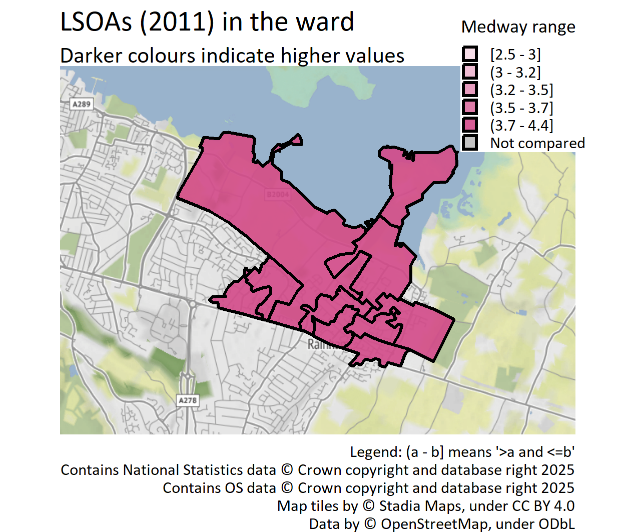 LSOAs (2011) in the ward
Darker colours indicate higher values
Medway range
[2.5 - 3]
(3 - 3.2]
(3.2 - 3.5]
(3.5 - 3.7]
(3.7 - 4.4]
Not compared
A289
A278
Legend: (a - b] means '>a and <=b'
Contains National Statistics data © Crown copyright and database right 2025
Contains OS data © Crown copyright and database right 2025
Map tiles by © Stadia Maps, under CC BY 4.0
Data by © OpenStreetMap, under ODbL